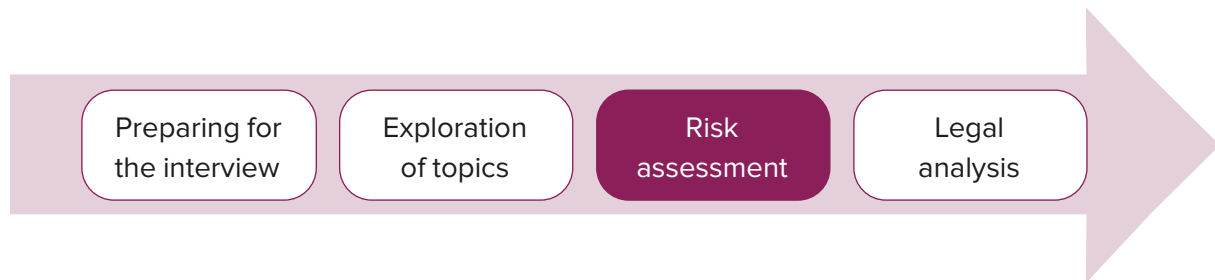 Preparing for
the interview
Exploration
of topics
Risk
assessment
Legal
analysis